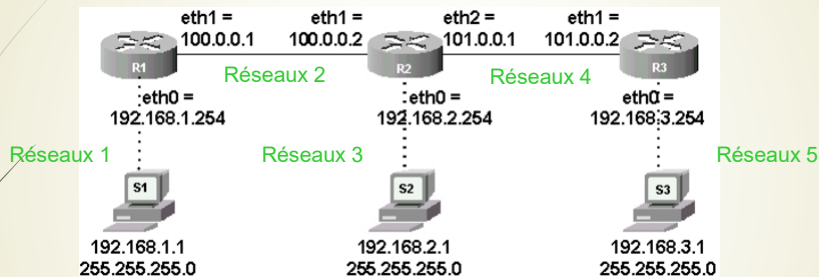 eth1 =
100.0.0.1
eth1 =
100.0.0.2
eth2 =
101.0.0.1
eth1 =
101.0.0.2
R1
R2
R3
Réseaux 2
Réseaux 4
eth0 =
192.168.1.254
eth0 =
192.168.2.254
eth0 =
192.168.3.254
Réseaux 1
Réseaux 3
Réseaux 5
S1
S2
S3
192.168.1.1
255.255.255.0
192.168.2.1
255.255.255.0
192.168.3.1
255.255.255.0